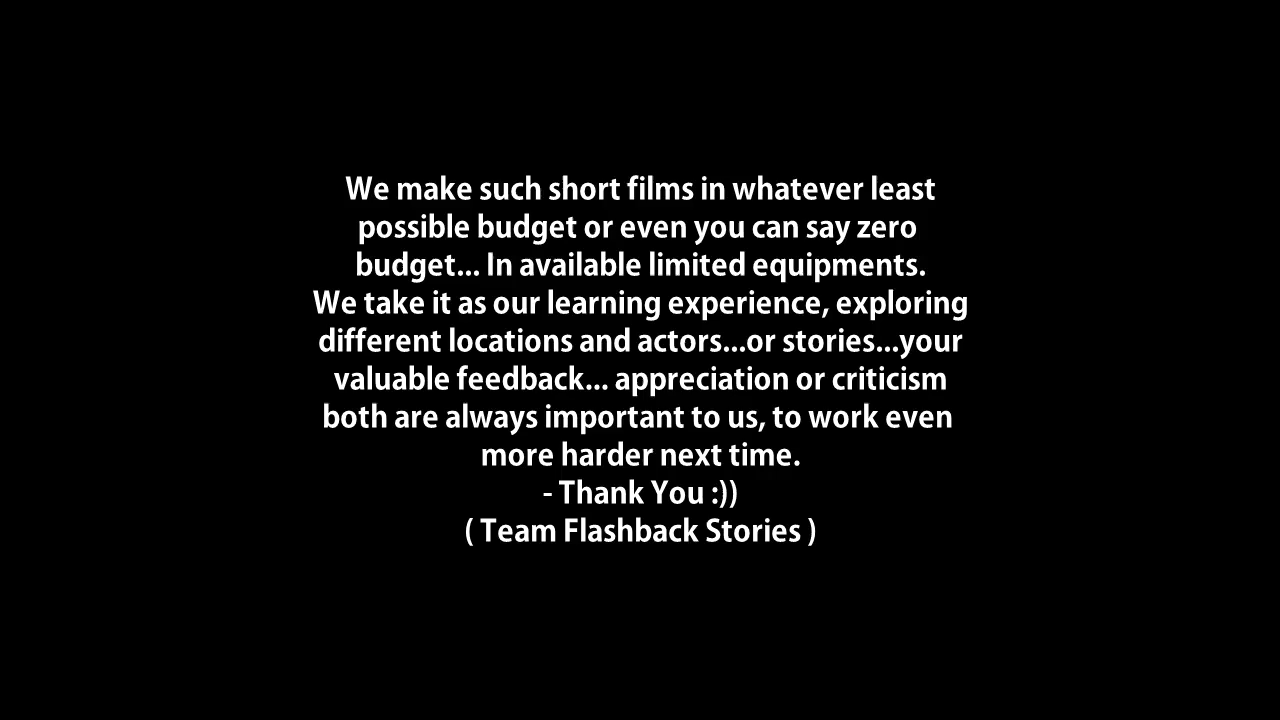 We make such short films in whatever least
possible budget or even you can say zero
budget... In available limited equipments.
We take it as our learning experience, exploring
different locations and actors...or stories...your
valuable feedback... appreciation or criticism
both are always important to us, to work even
more harder next time.
- Thank You :))
( Team Flashback Stories )